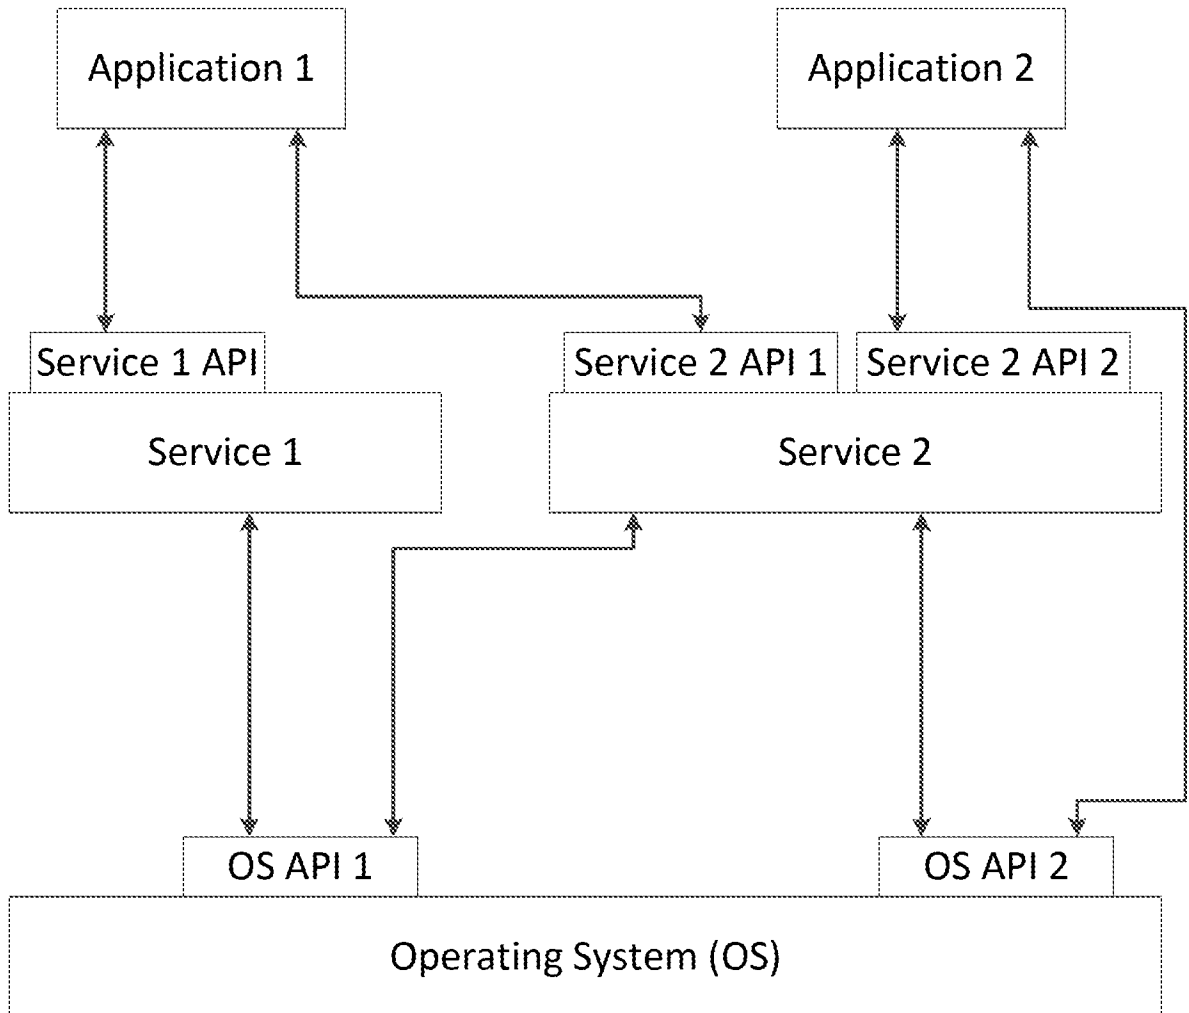 Application 1
Application 2
Service 1 API
Service 2 API 1
Service 2 API 2
Service 1
Service 2
OS API 1
OS API 2
Operating System (OS)